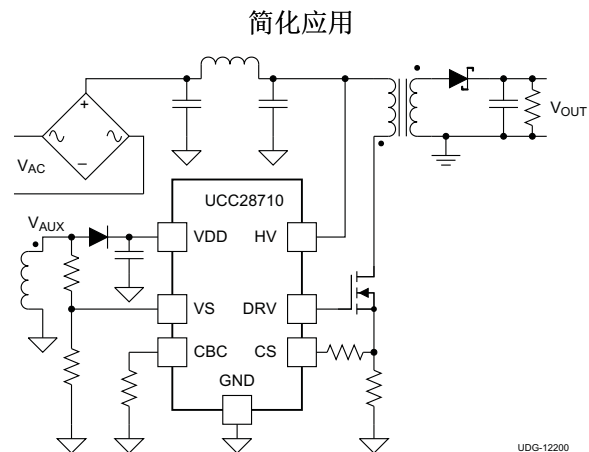 简化应用
+
VAC
–
VOUT
UCC28710
VAUX
VDD
HV
VS
DRV
CBC
CS
GND
UDG-12200